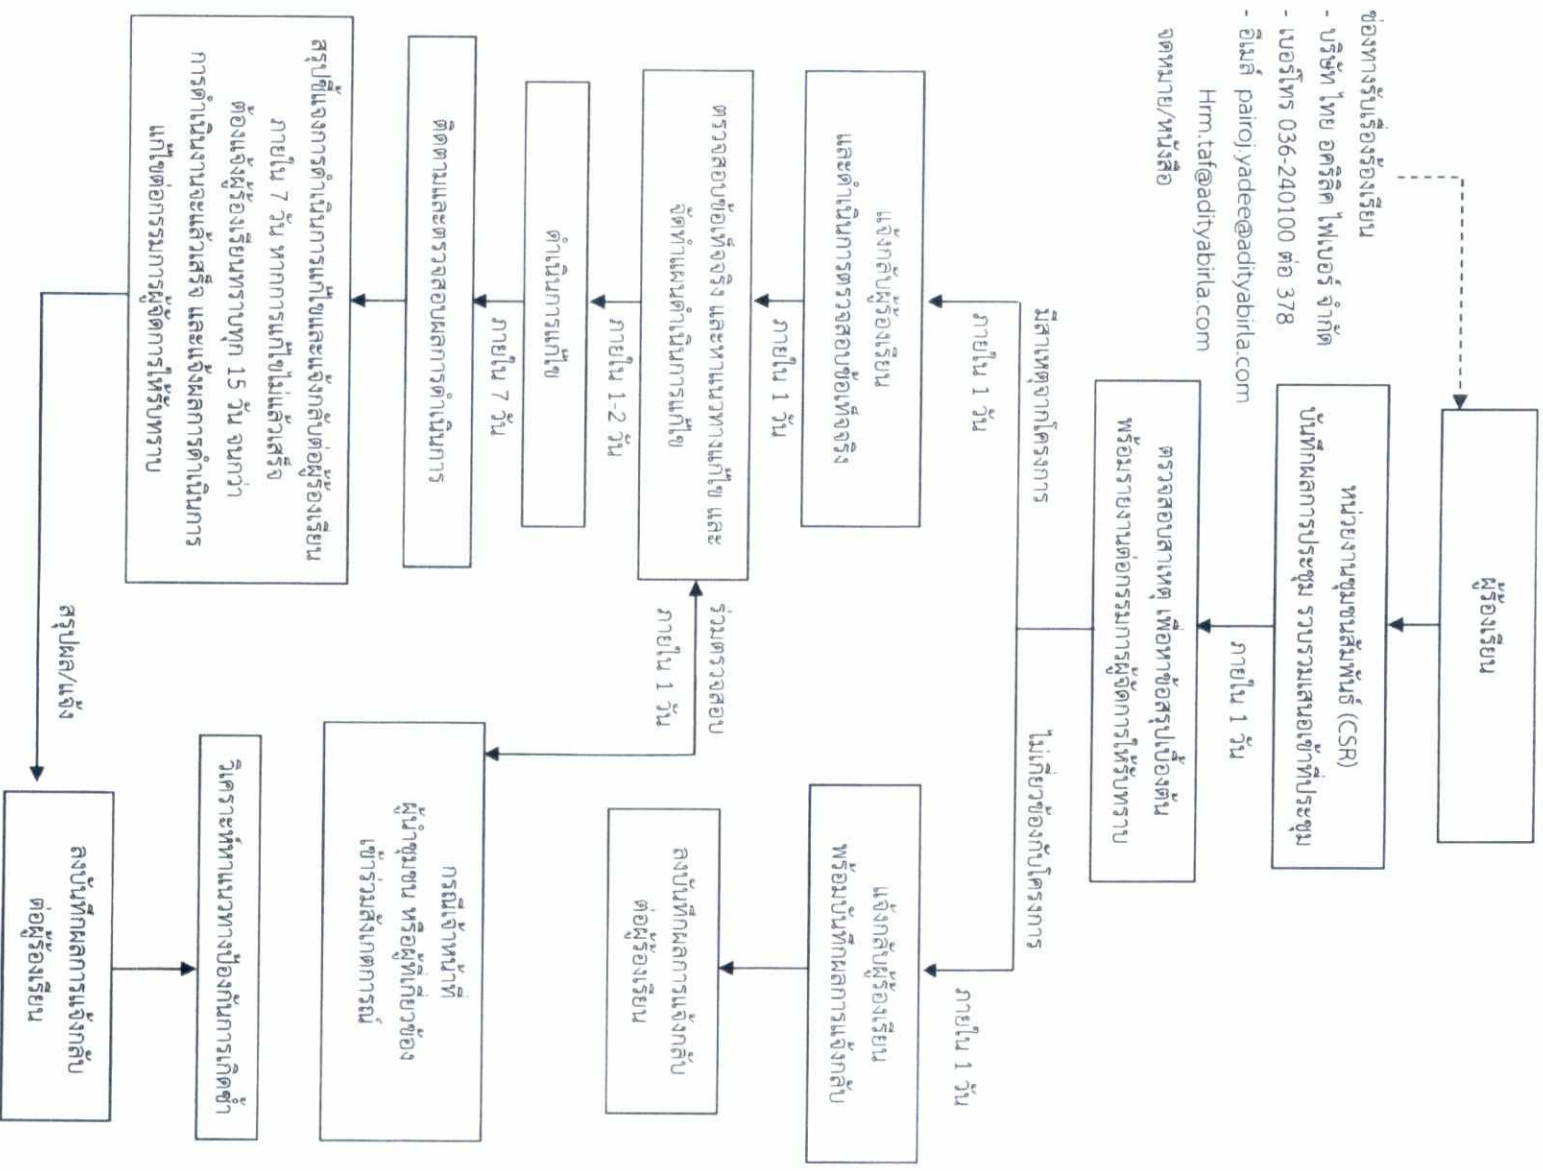 ช่องทางรับเรื่องร้องเรียน
- บริษัท ไทย อคริลิค ไฟเบอร์ จำกัด
- เบอร์โทร 036-240100 ต่อ 378
- อีเมล์ pairoj.yadee@adityabirla.com
Hrm.taf@adityabirla.com
จดหมาย/หนังสือ
ผู้ร้องเรียน
หน่วยงานชุมชนสัมพันธ์ (CSR)
บันทึกผลการประชุม รวบรวมเสนอเข้าที่ประชุม
ภายใน 1 วัน
ตรวจสอบสาเหตุ เพื่อหาข้อสรุปเบื้องต้น
พร้อมรายงานต่อกรรมการผู้จัดการให้รับทราบ
มีสาเหตุจากโครงการ
ไม่เกี่ยวข้องกับโครงการ
ภายใน 1 วัน
ภายใน 1 วัน
แจ้งกลับผู้ร้องเรียน
และดำเนินการตรวจสอบข้อเท็จจริง
แจ้งกลับผู้ร้องเรียน
พร้อมบันทึกผลการแจ้งกลับ
ภายใน 1 วัน
ตรวจสอบข้อเท็จจริง และหาแนวทางแก้ไข และ
จัดทำแผนดำเนินการแก้ไข
ร่วมตรวจสอบ
ภายใน 1 วัน
ลงบันทึกผลการแจ้งกลับ
ต่อผู้ร้องเรียน
ภายใน 1-2 วัน
ดำเนินการแก้ไข
กรณีเจ้าหน้าที่
ผู้นำชุมชน หรือผู้ที่เกี่ยวข้อง
เข้าร่วมสังเกตการณ์
ภายใน 7 วัน
ติดตามและตรวจสอบผลการดำเนินการ
สรุปชี้แจงการดำเนินการแก้ไขและแจ้งกลับต่อผู้ร้องเรียน
ภายใน 7 วัน หากการแก้ไขไม่แล้วเสร็จ
ต้องแจ้งผู้ร้องเรียนทราบทุก 15 วัน จนกว่า
การดำเนินงานจะแล้วเสร็จ และแจ้งผลการดำเนินการ
แก้ไขต่อกรรมการผู้จัดการให้รับทราบ
วิเคราะห์หาแนวทางป้องกันการเกิดซ้ำ
สรุปผล/แจ้ง
ลงบันทึกผลการแจ้งกลับ
ต่อผู้ร้องเรียน